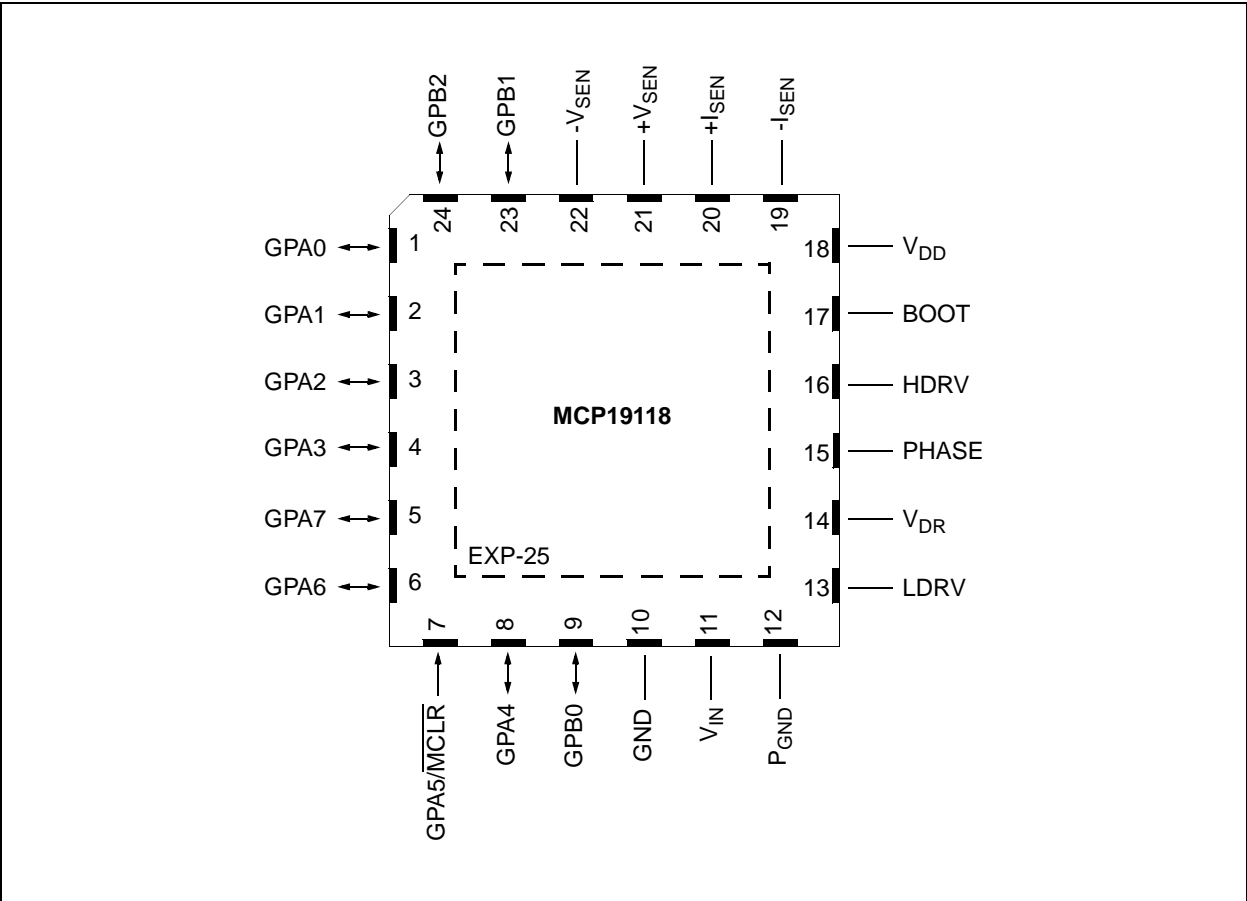 GPB2
GPB1
-VSEN
+VSEN
+ISEN
-ISEN
24
23
22
21
20
19
GPA0
1
18
VDD
GPA1
2
17
BOOT
GPA2
3
16
HDRV
MCP19118
GPA3
4
15
PHASE
GPA7
5
14
VDR
EXP-25
GPA6
6
13
LDRV
7
8
9
10
11
12
GPA5/MCLR
GPA4
GPB0
GND
VIN
PGND